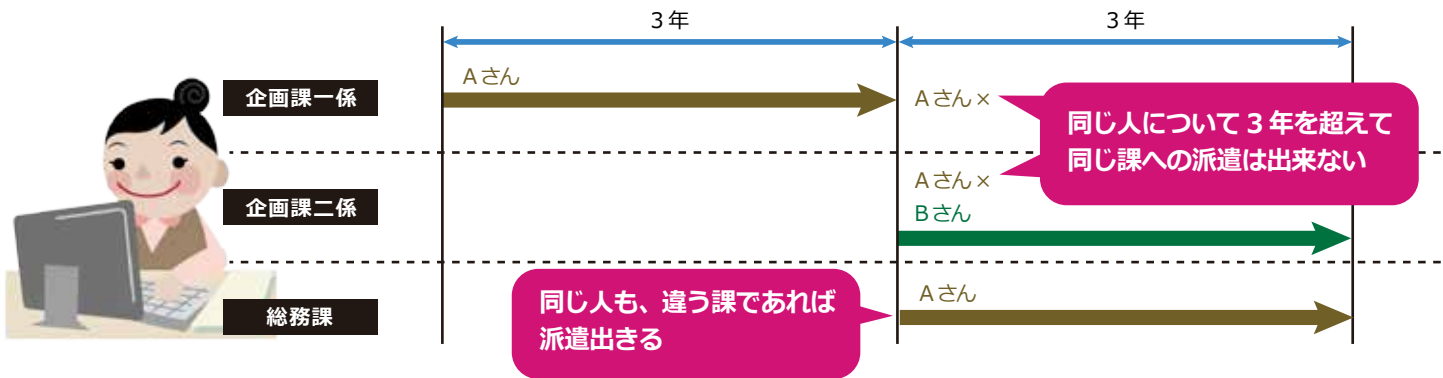 3年
3年
企画課一係
Aさん
Aさん×
同じ人について3年を超えて
同じ課への派遣は出来ない
企画課二係
Aさん×
Bさん
総務課
同じ人も、違う課であれば
派遣出きる
Aさん